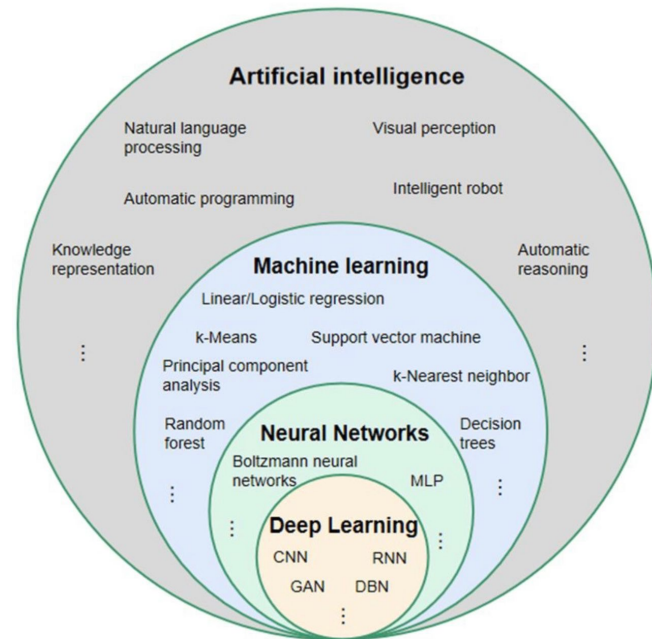 Artificial intelligence
Natural language
processing
Visual perception
Automatic programming
Intelligent robot
Knowledge
representation
Automatic
reasoning
Machine learning
Linear/Logistic regression
k-Means
Support vector machine
Principal component
analysis
k-Nearest neighbor
Random
forest
Decision
trees
Neural Networks
Boltzmann neural
networks
MLP
Deep Learning
CNN
RNN
GAN
DBN